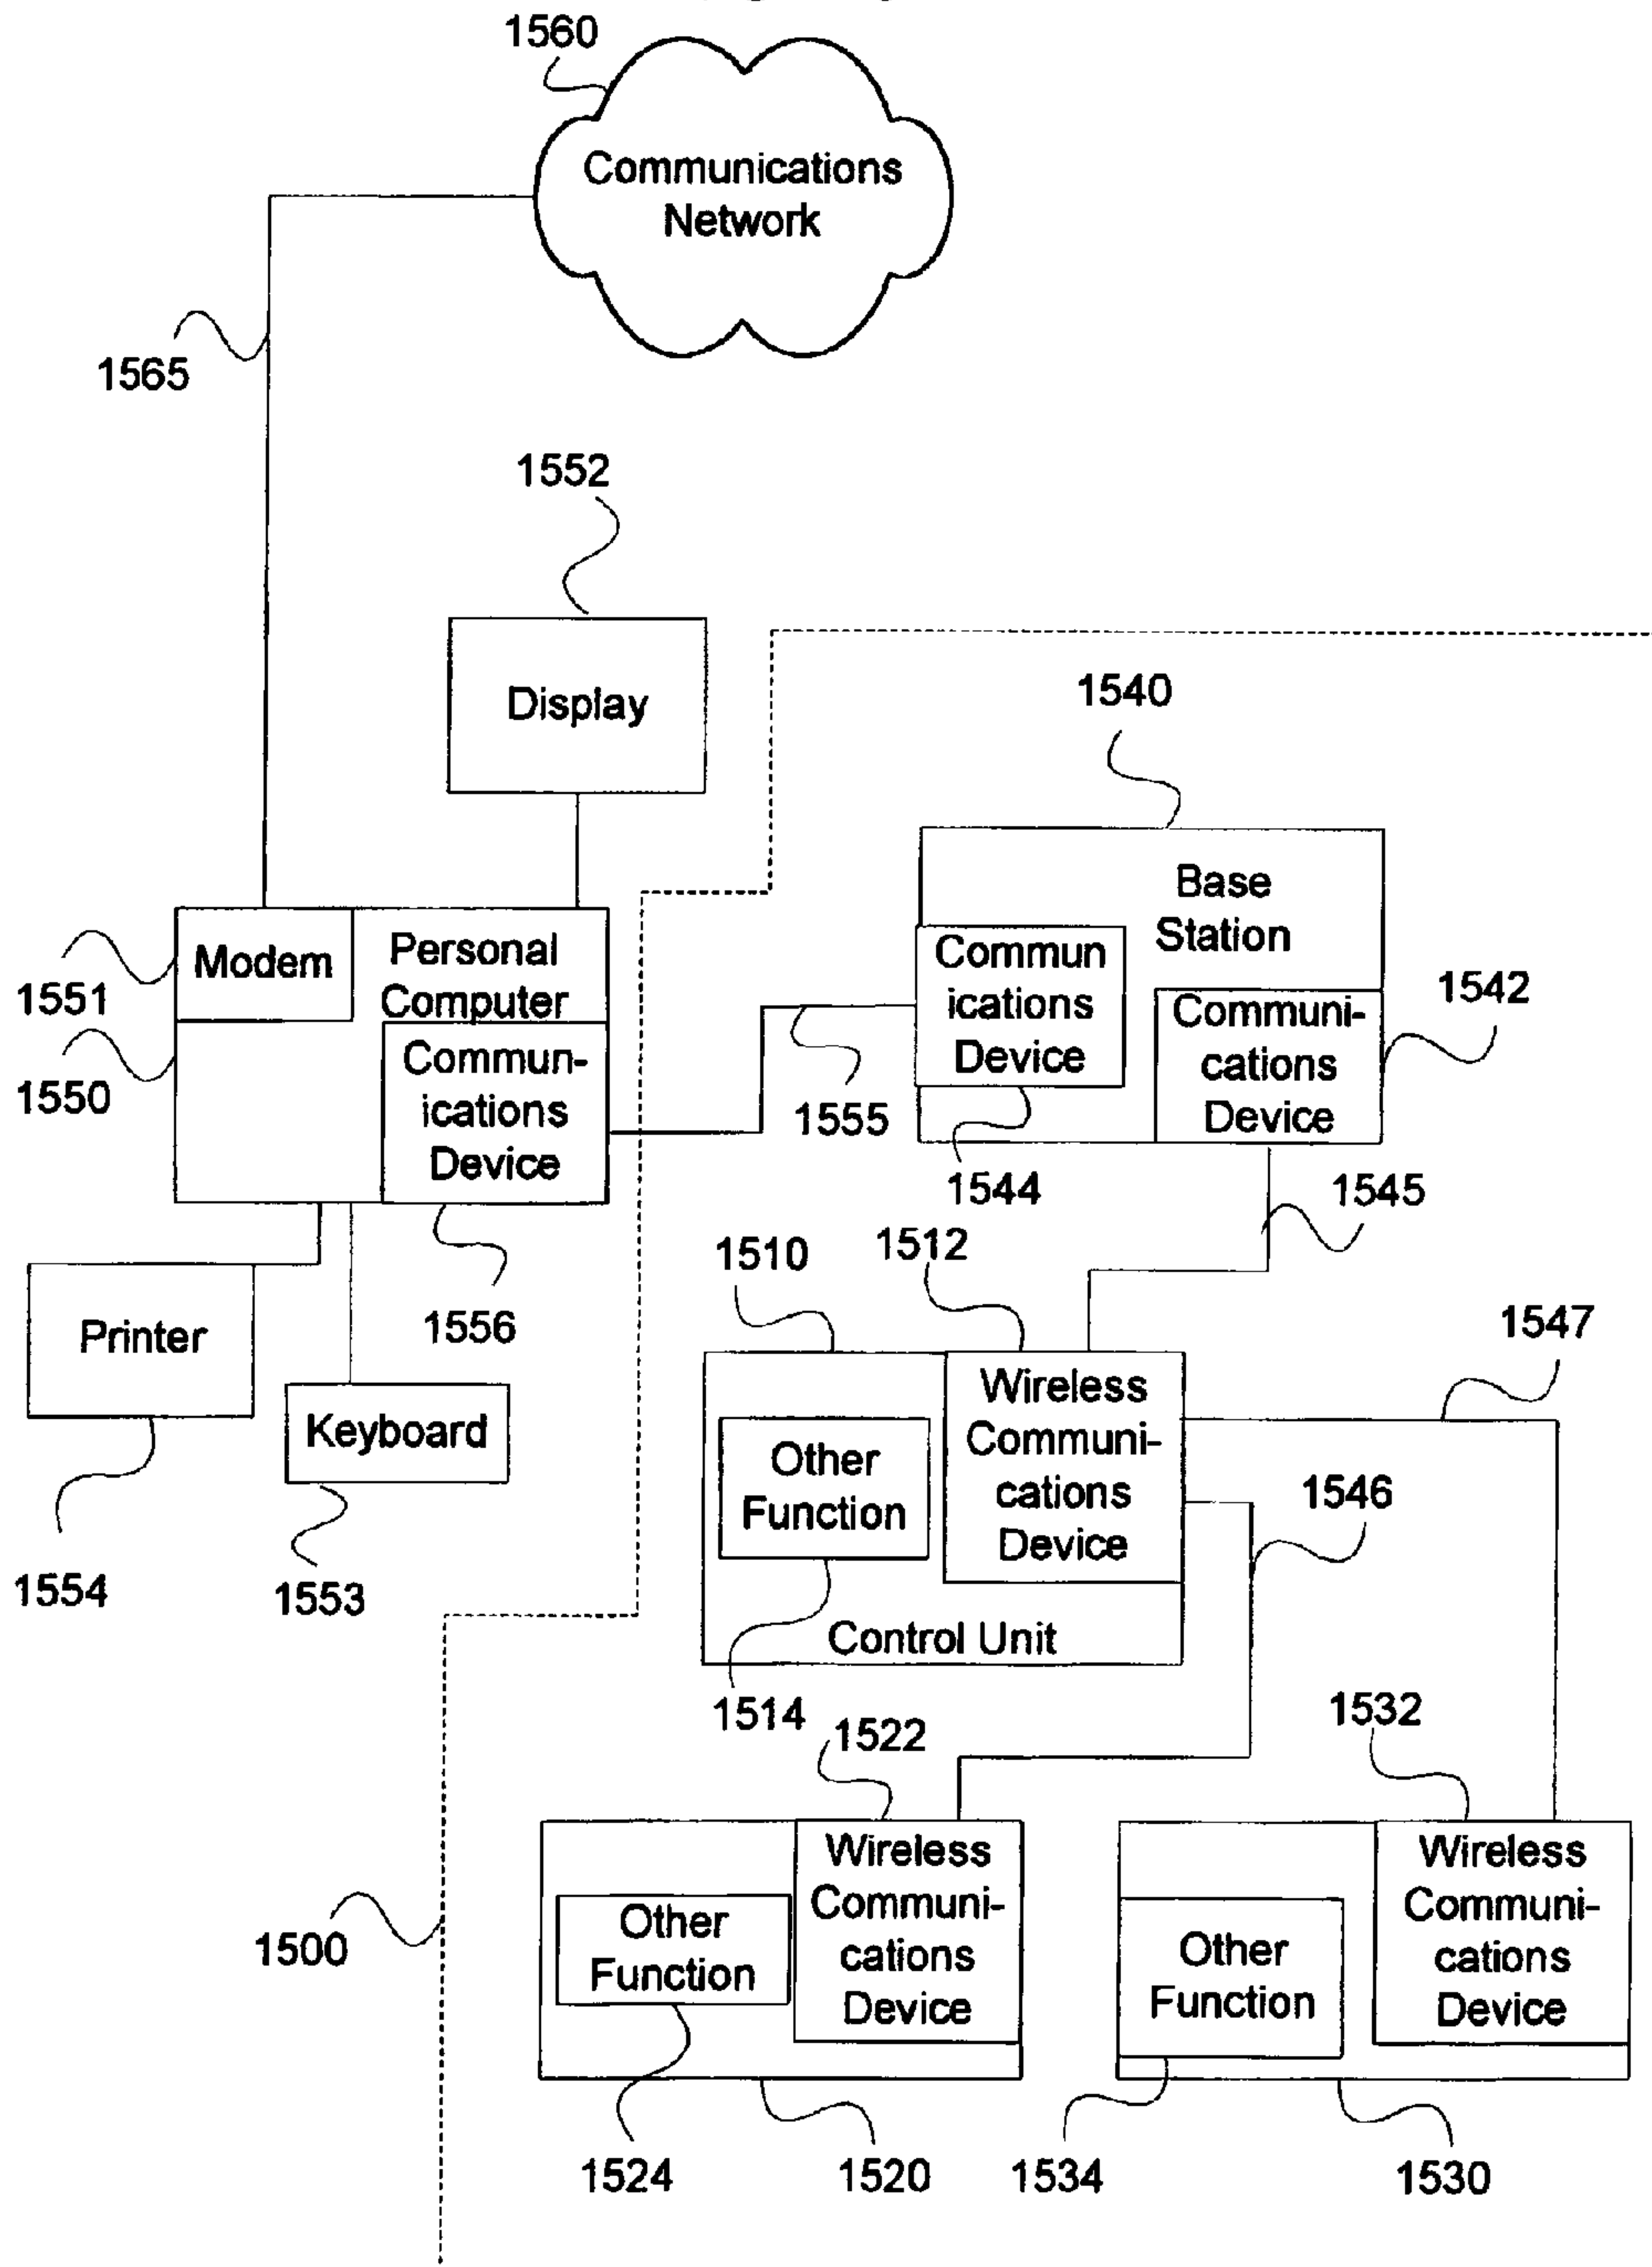 1560
Communications
Network
1565
1552
Display
1540
Base
Station
Modem
Personal
Computer
1551
1550
Commun-
ications
Device
Commun
ications
Device
Communi-
cations
Device
1542
1555
1544
1545
1556
Printer
1554
Keyboard
1553
1510
1512
Wireless
Communi-
cations
Device
Other
Function
Control Unit
1514
1547
1546
1522
1532
1500
Other
Function
Wireless
Communi-
cations
Device
Other
Function
Wireless
Communi-
cations
Device
1524
1520
1534
1530